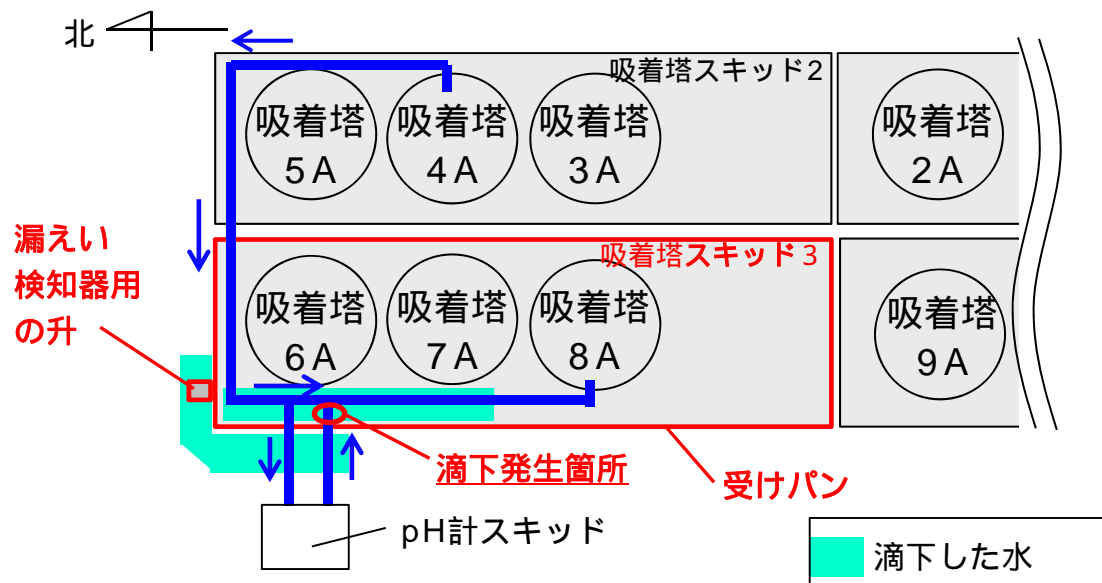 北
吸着塔スキッド2
吸着塔
5A
吸着塔
4A
吸着塔
3A
吸着塔
2A
漏えい
検知器用
の升
吸着塔スキッド3
吸着塔
6A
吸着塔
7A
吸着塔
8A
吸着塔
9A
滴下発生箇所
受けパン
pH計スキッド
滴下した水